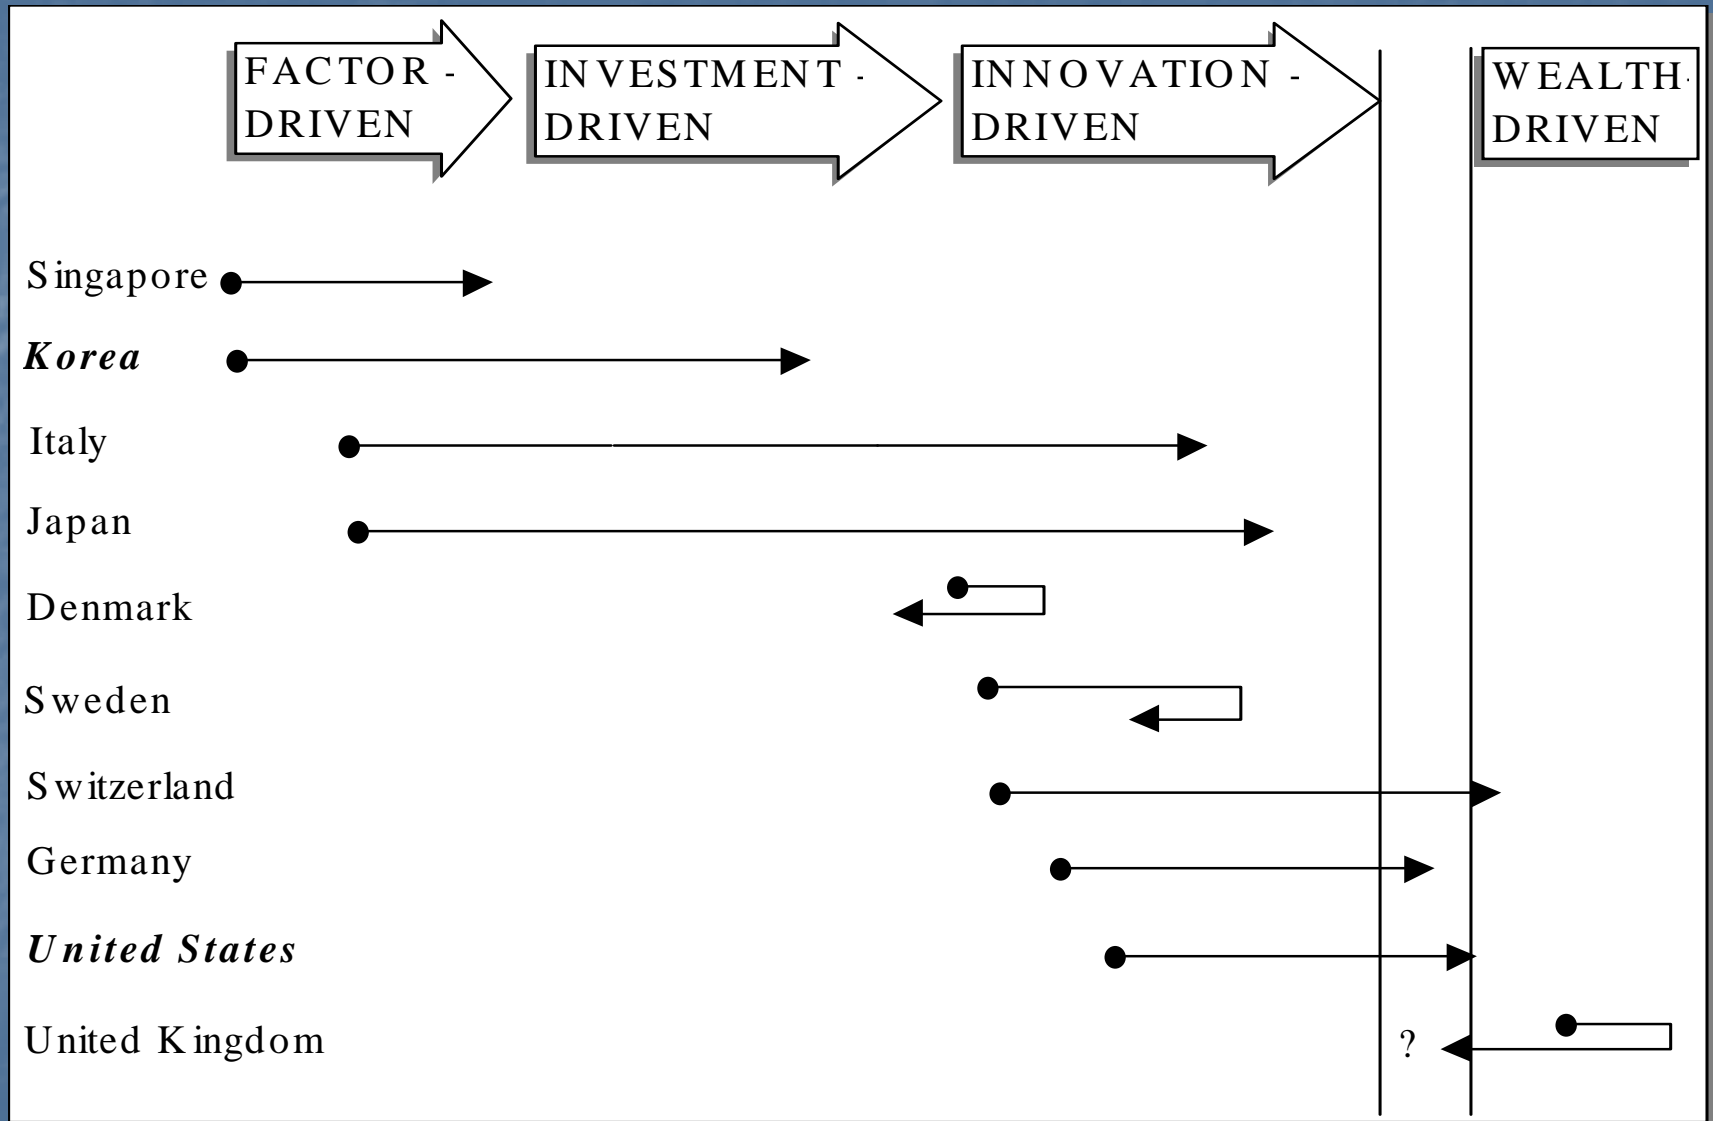 FACTOR -
DRIVEN
INVESTMENT -
DRIVEN
INNOVATION -
DRIVEN
WEALTH-
DRIVEN
Singapore
Korea
Italy
Japan
Denmark
Sweden
Switzerland
Germany
United States
United Kingdom
?